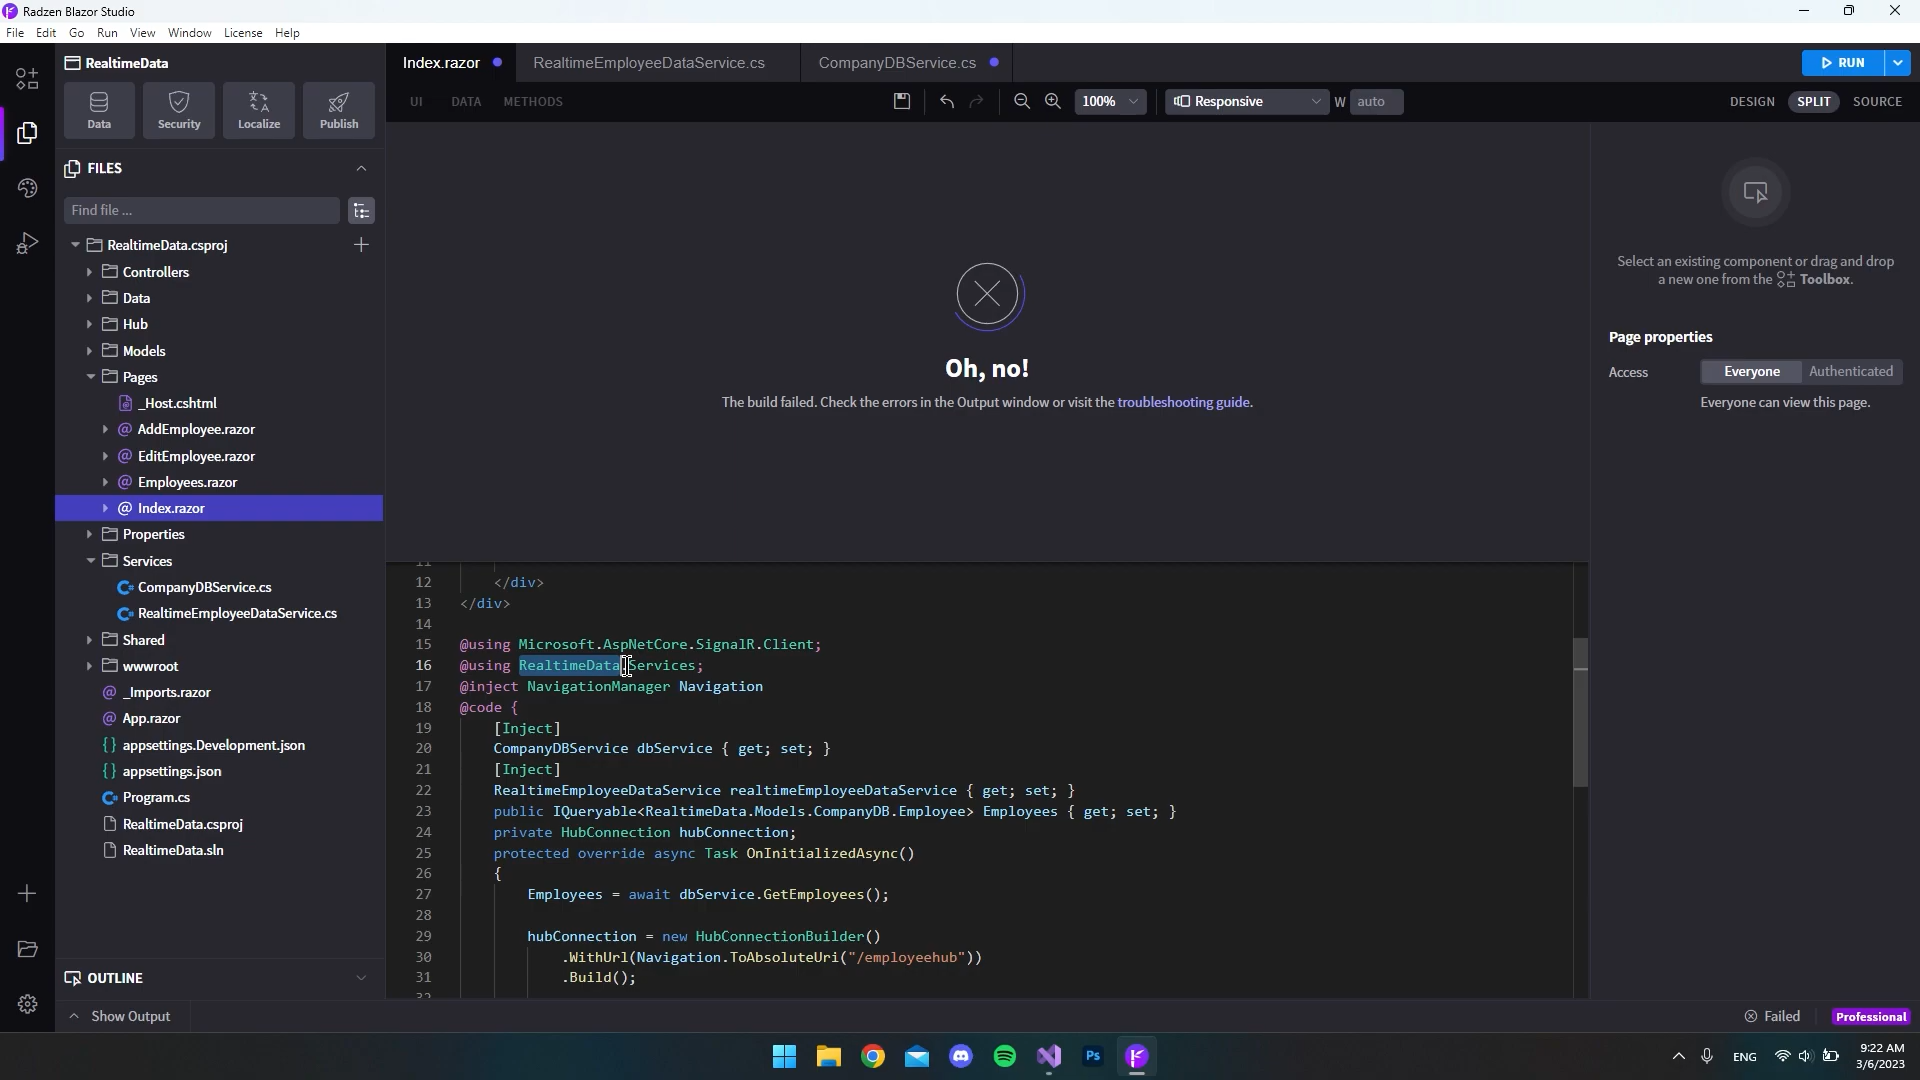 Radzen Blazor Studio
File Edit Go Run View Window License Help
RealtimeData
Data Security Localize Publish
FILES
Find file ...
RealtimeData.csproj
Controllers
Data
Hub
Models
Pages
_Host.cshtml
AddEmployee.razor
EditEmployee.razor
Employees.razor
Index.razor
Properties
Services
CompanyDBService.cs
RealtimeEmployeeDataService.cs
Shared
wwwroot
_Imports.razor
App.razor
appsettings.Development.json
appsettings.json
Program.cs
RealtimeData.csproj
RealtimeData.sln
OUTLINE
Show Output
Index.razor RealtimeEmployeeDataService.cs CompanyDBService.cs
RUN
UI DATA METHODS 100% Responsive W auto DESIGN SPLIT SOURCE
Oh, no!
The build failed. Check the errors in the Output window or visit the troubleshooting guide.
11
12 </div>
13 </div>
14
15 @using Microsoft.AspNetCore.SignalR.Client;
16 @using RealtimeData.Services;
17 @inject NavigationManager Navigation
18 @code {
19 [Inject]
20 CompanyDBService dbService { get; set; }
21 [Inject]
22 RealtimeEmployeeDataService realtimeEmployeeDataService { get; set; }
23 public IQueryable<RealtimeData.Models.CompanyDB.Employee> Employees { get; set; }
24 private HubConnection hubConnection;
25 protected override async Task OnInitializedAsync()
26 {
27 Employees = await dbService.GetEmployees();
28
29 hubConnection = new HubConnectionBuilder()
30 .WithUrl(Navigation.ToAbsoluteUri("/employeehub"))
31 .Build();
32
Select an existing component or drag and drop
a new one from the Toolbox.
Page properties
Access Everyone Authenticated
Everyone can view this page.
Failed Professional
Ps
ENG
9:22 AM
3/6/2023